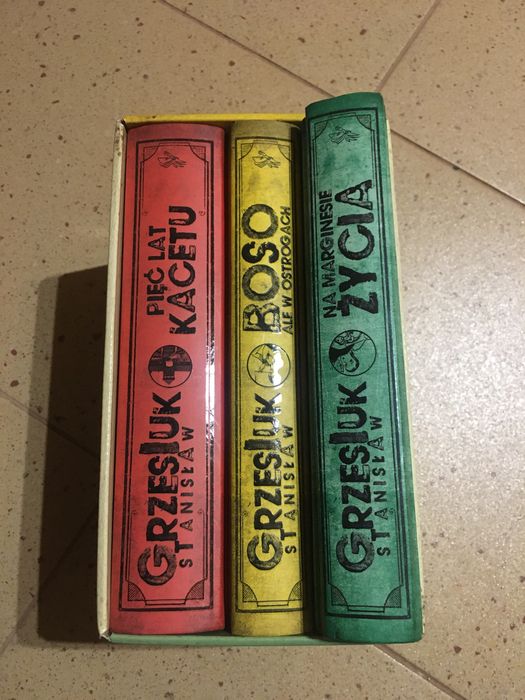 GRZESIUK
STANISŁAW
PIĘĆ LAT
KACETU
GRZESIUK
STANISŁAW
BOSO
ALE W OSTROGACH
GRZESIUK
STANISŁAW
NA MARGINESIE
ŻYCIA